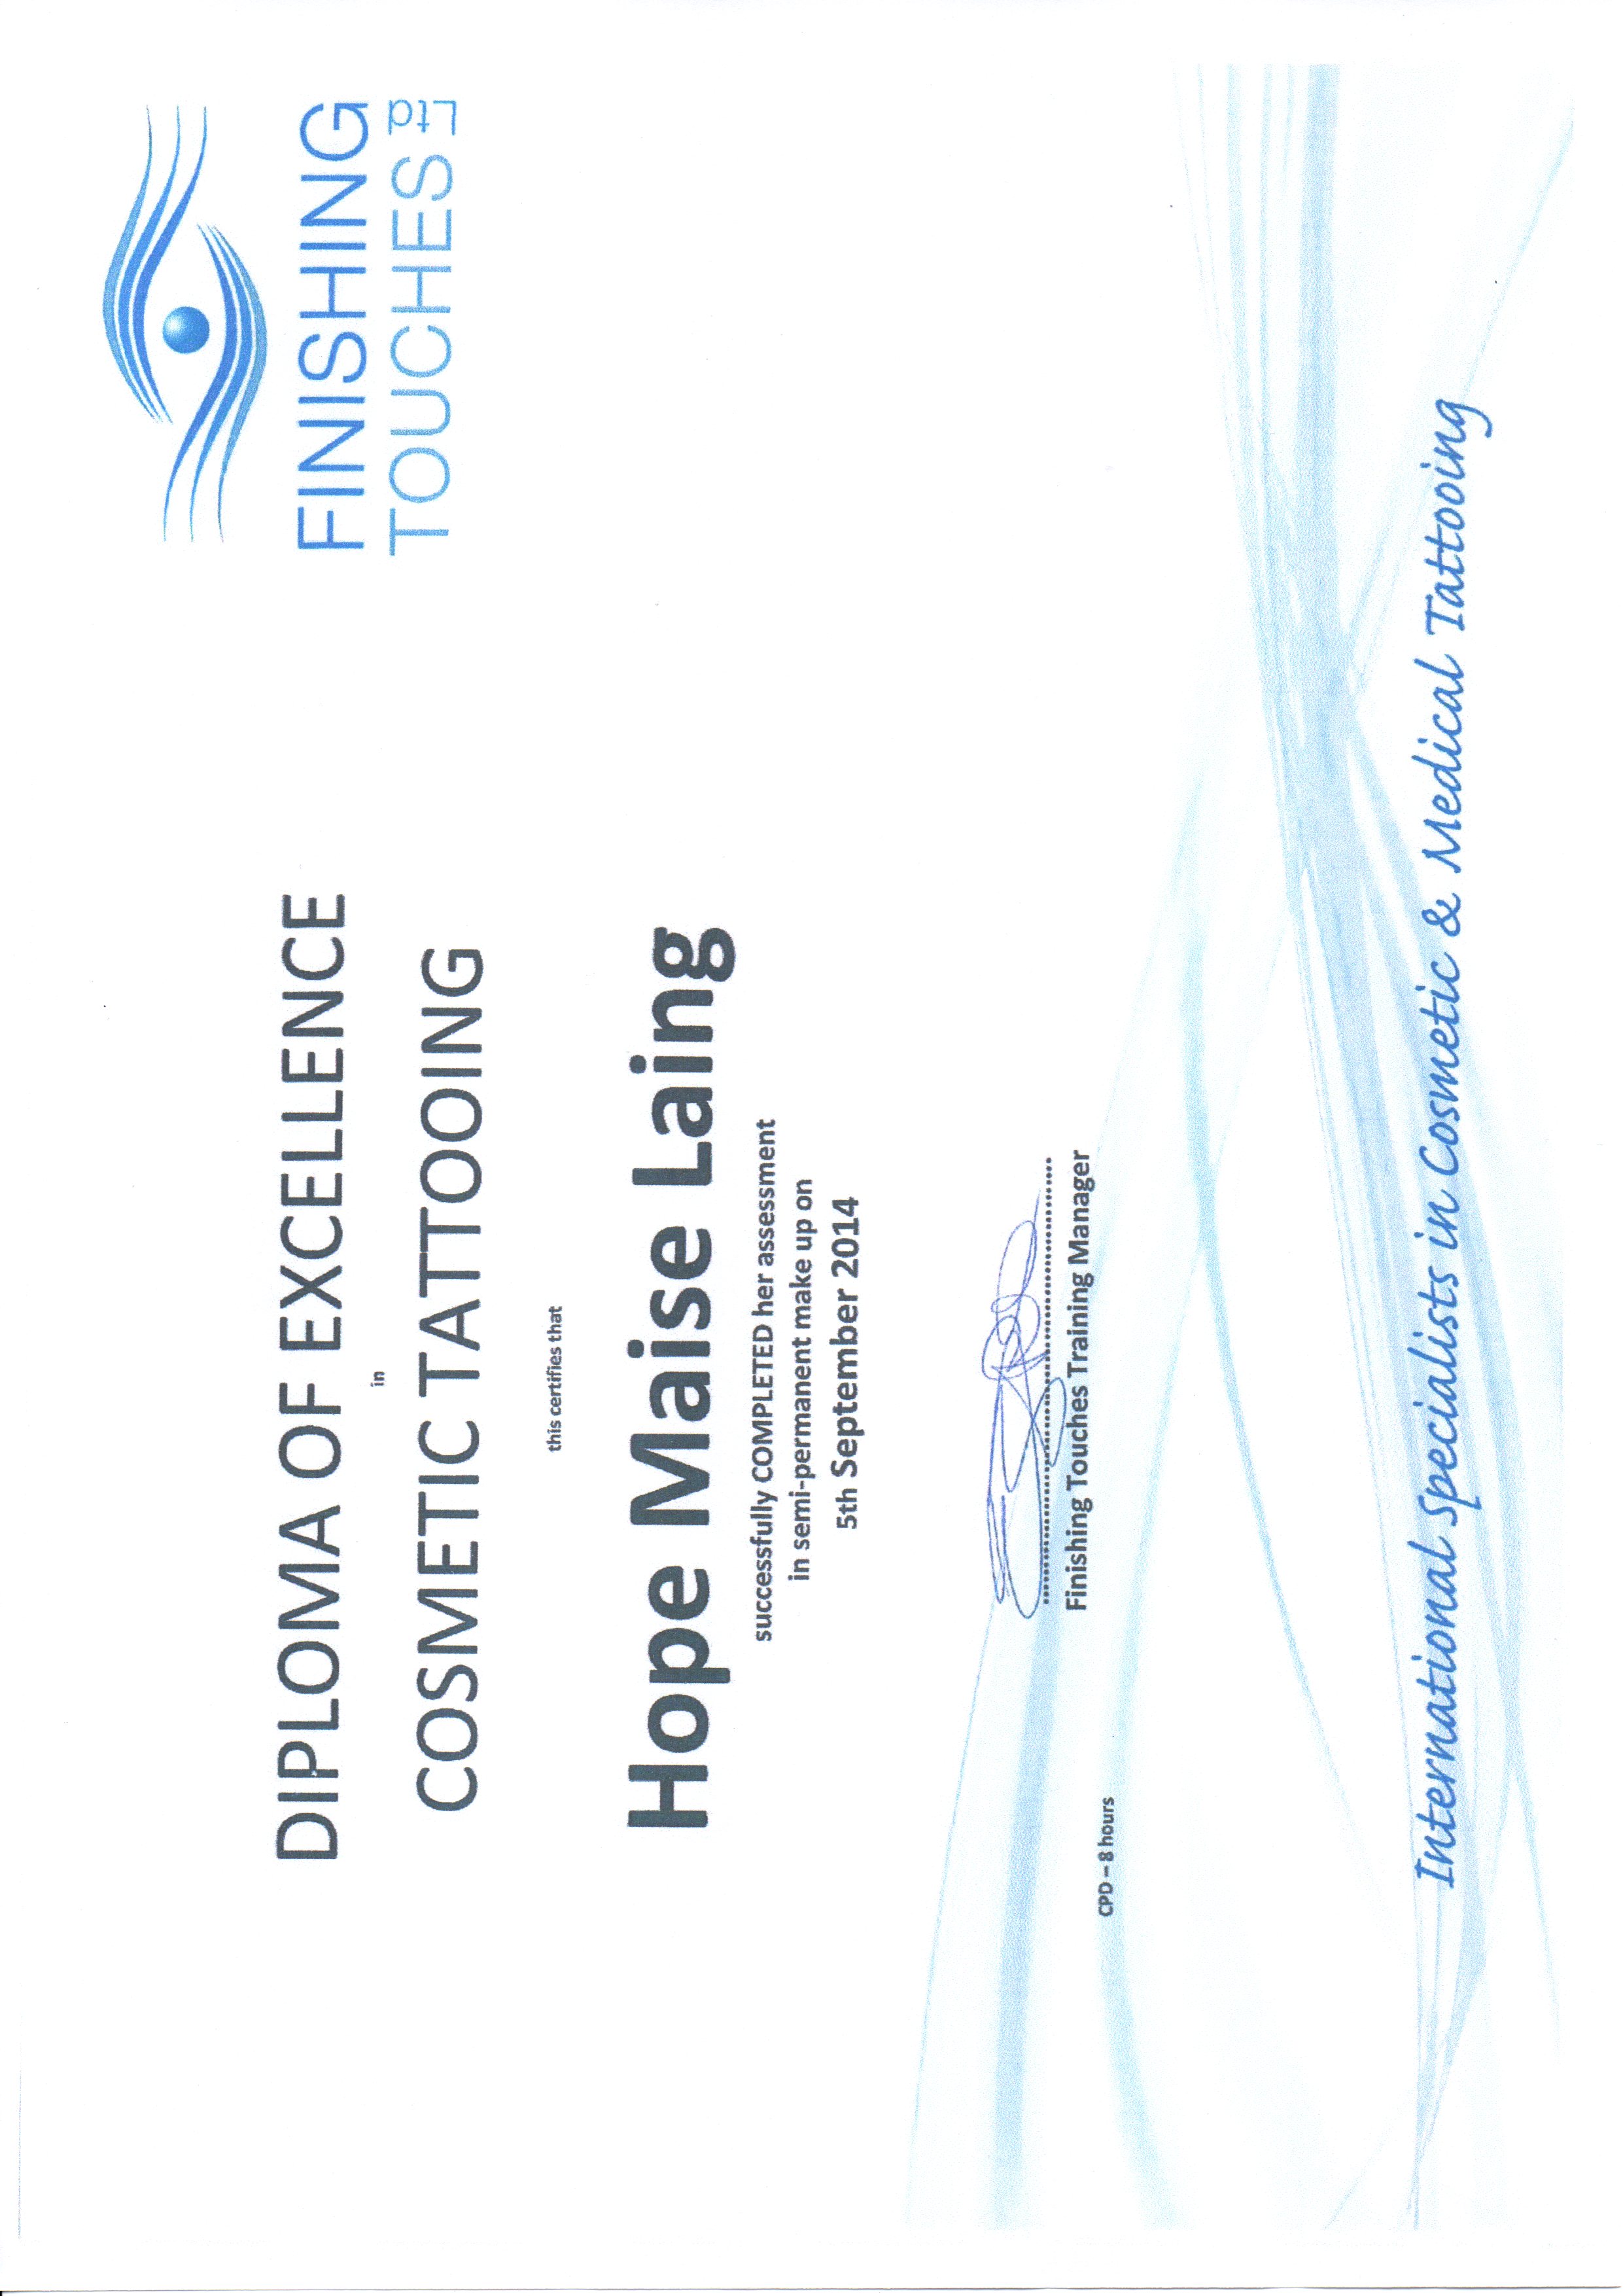 FINISHING
TOUCHES Ltd
DIPLOMA OF EXCELLENCE
in
COSMETIC TATTOOING
this certifies that
Hope Maise Laing
successfully COMPLETED her assessment
in semi-permanent make up on
5th September 2014
Finishing Touches Training Manager
CPD – 8 hours
International Specialists in Cosmetic & Medical Tattooing